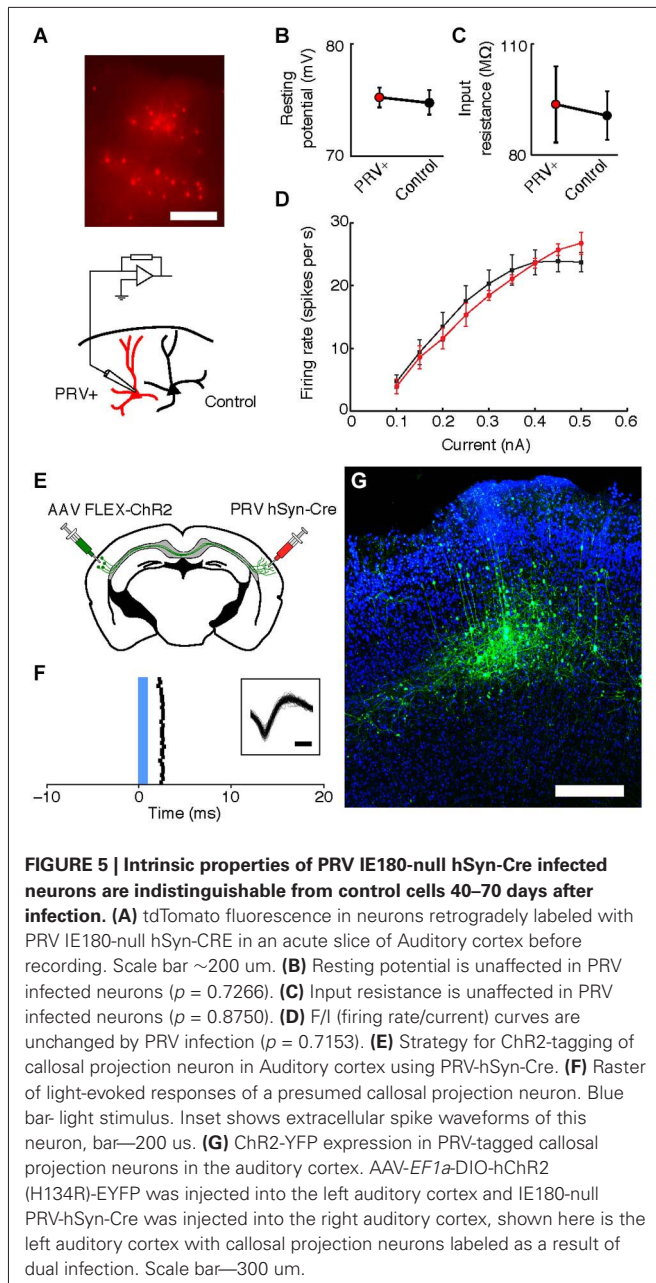 A
B
C
80
Resting
potential (mV)
70
PRV+
Control
110
Input
resistance (MΩ)
80
PRV+
Control
D
30
20
10
0
Firing rate (spikes per s)
0
0.1
0.2
0.3
0.4
0.5
0.6
Current (nA)
PRV+
Control
E
AAV FLEX-ChR2
PRV hSyn-Cre
F
−10
0
10
20
Time (ms)
G
FIGURE 5 | Intrinsic properties of PRV IE180-null hSyn-Cre infected
neurons are indistinguishable from control cells 40–70 days after
infection. (A) tdTomato fluorescence in neurons retrogradely labeled with
PRV IE180-null hSyn-CRE in an acute slice of Auditory cortex before
recording. Scale bar ∼200 um. (B) Resting potential is unaffected in PRV
infected neurons (p = 0.7266). (C) Input resistance is unaffected in PRV
infected neurons (p = 0.8750). (D) F/I (firing rate/current) curves are
unchanged by PRV infection (p = 0.7153). (E) Strategy for ChR2-tagging of
callosal projection neuron in Auditory cortex using PRV-hSyn-Cre. (F) Raster
of light-evoked responses of a presumed callosal projection neuron. Blue
bar- light stimulus. Inset shows extracellular spike waveforms of this
neuron, bar—200 us. (G) ChR2-YFP expression in PRV-tagged callosal
projection neurons in the auditory cortex. AAV-EF1a-DIO-hChR2
(H134R)-EYFP was injected into the left auditory cortex and IE180-null
PRV-hSyn-Cre was injected into the right auditory cortex, shown here is the
left auditory cortex with callosal projection neurons labeled as a result of
dual infection. Scale bar—300 um.